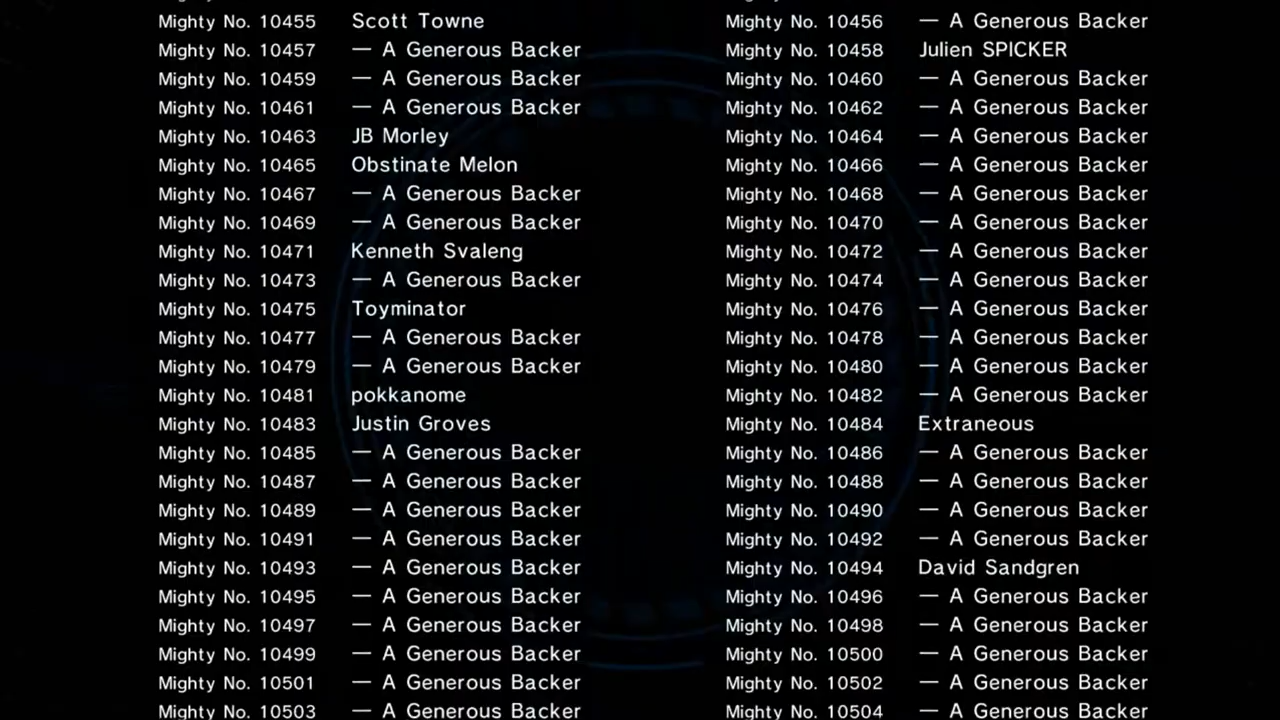 Mighty No. 10455 Scott Towne Mighty No. 10456 — A Generous Backer
Mighty No. 10457 — A Generous Backer Mighty No. 10458 Julien SPICKER
Mighty No. 10459 — A Generous Backer Mighty No. 10460 — A Generous Backer
Mighty No. 10461 — A Generous Backer Mighty No. 10462 — A Generous Backer
Mighty No. 10463 JB Morley Mighty No. 10464 — A Generous Backer
Mighty No. 10465 Obstinate Melon Mighty No. 10466 — A Generous Backer
Mighty No. 10467 — A Generous Backer Mighty No. 10468 — A Generous Backer
Mighty No. 10469 — A Generous Backer Mighty No. 10470 — A Generous Backer
Mighty No. 10471 Kenneth Svaleng Mighty No. 10472 — A Generous Backer
Mighty No. 10473 — A Generous Backer Mighty No. 10474 — A Generous Backer
Mighty No. 10475 Toyminator Mighty No. 10476 — A Generous Backer
Mighty No. 10477 — A Generous Backer Mighty No. 10478 — A Generous Backer
Mighty No. 10479 — A Generous Backer Mighty No. 10480 — A Generous Backer
Mighty No. 10481 pokkanome Mighty No. 10482 — A Generous Backer
Mighty No. 10483 Justin Groves Mighty No. 10484 Extraneous
Mighty No. 10485 — A Generous Backer Mighty No. 10486 — A Generous Backer
Mighty No. 10487 — A Generous Backer Mighty No. 10488 — A Generous Backer
Mighty No. 10489 — A Generous Backer Mighty No. 10490 — A Generous Backer
Mighty No. 10491 — A Generous Backer Mighty No. 10492 — A Generous Backer
Mighty No. 10493 — A Generous Backer Mighty No. 10494 David Sandgren
Mighty No. 10495 — A Generous Backer Mighty No. 10496 — A Generous Backer
Mighty No. 10497 — A Generous Backer Mighty No. 10498 — A Generous Backer
Mighty No. 10499 — A Generous Backer Mighty No. 10500 — A Generous Backer
Mighty No. 10501 — A Generous Backer Mighty No. 10502 — A Generous Backer
Mighty No. 10503 — A Generous Backer Mighty No. 10504 — A Generous Backer